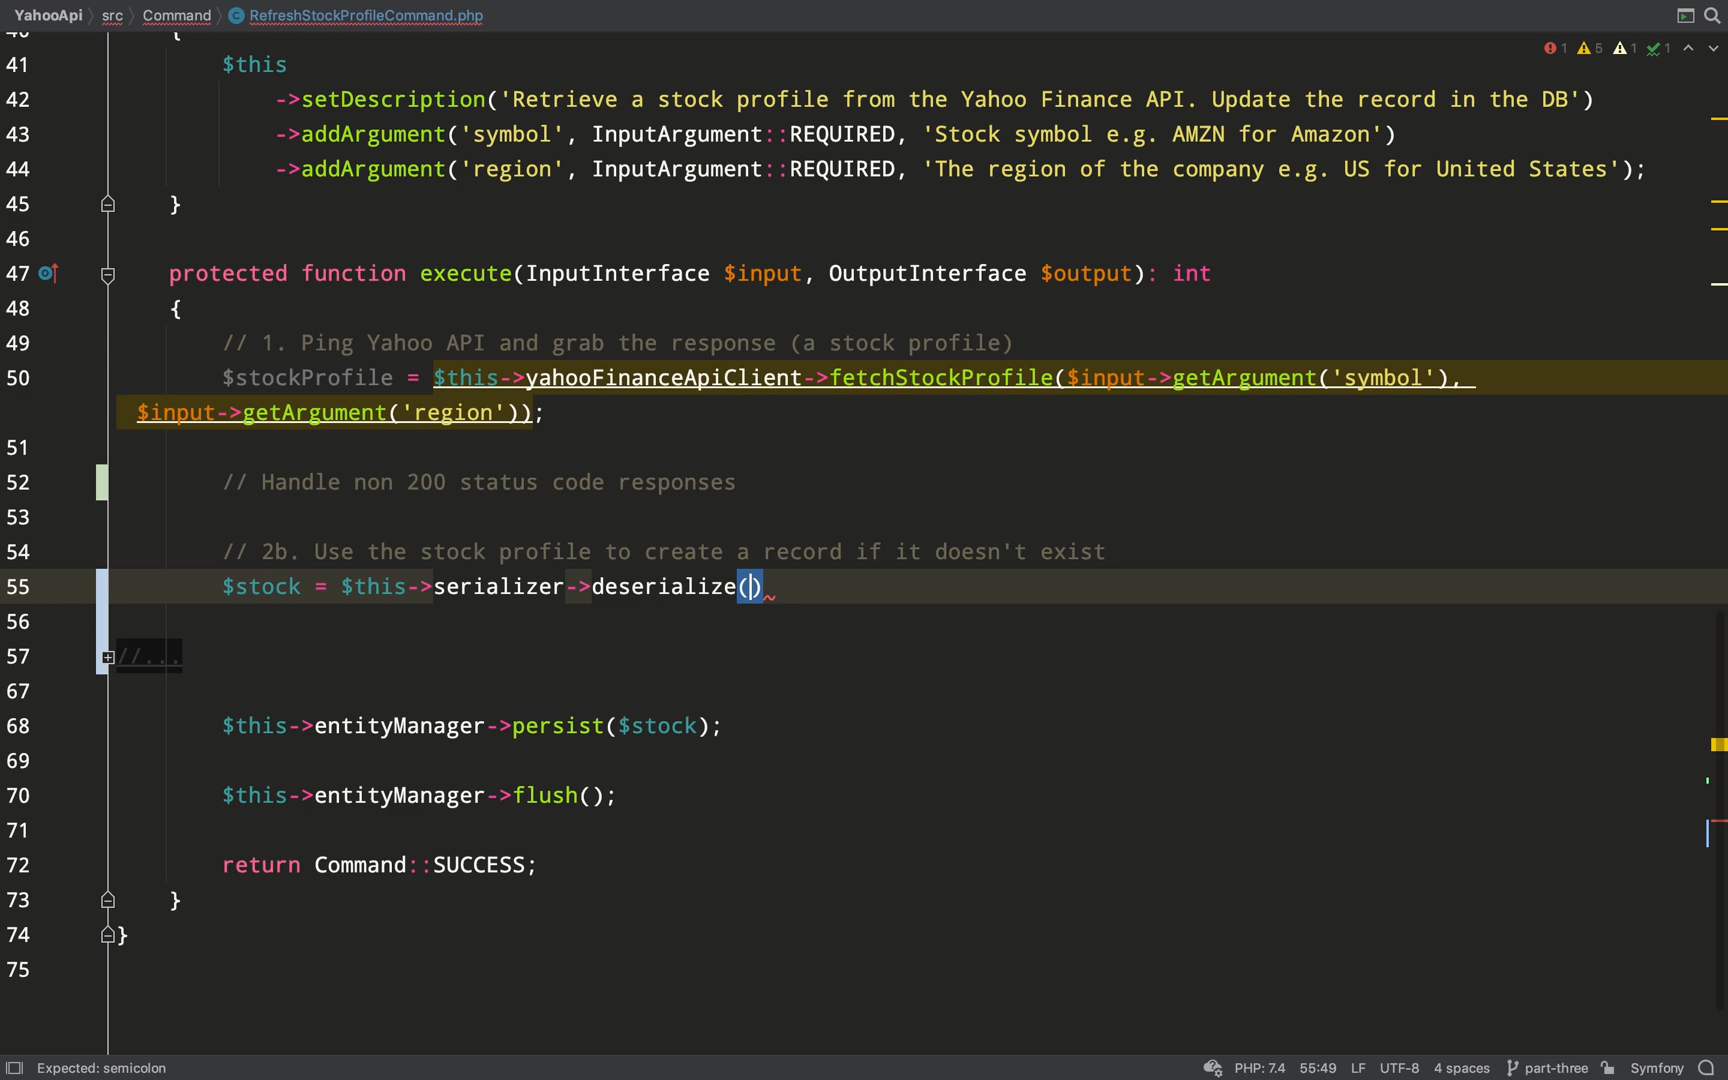 YahooApi src Command RefreshStockProfileCommand.php
1 5 1 1
40 {
41 $this
42 ->setDescription('Retrieve a stock profile from the Yahoo Finance API. Update the record in the DB')
43 ->addArgument('symbol', InputArgument::REQUIRED, 'Stock symbol e.g. AMZN for Amazon')
44 ->addArgument('region', InputArgument::REQUIRED, 'The region of the company e.g. US for United States');
45 }
46
47 protected function execute(InputInterface $input, OutputInterface $output): int
48 {
49 // 1. Ping Yahoo API and grab the response (a stock profile)
50 $stockProfile = $this->yahooFinanceApiClient->fetchStockProfile($input->getArgument('symbol'),
$input->getArgument('region'));
51
52 // Handle non 200 status code responses
53
54 // 2b. Use the stock profile to create a record if it doesn't exist
55 $stock = $this->serializer->deserialize()
56
57 //...
67
68 $this->entityManager->persist($stock);
69
70 $this->entityManager->flush();
71
72 return Command::SUCCESS;
73 }
74 }
75
Expected: semicolon PHP: 7.4 55:49 LF UTF-8 4 spaces part-three Symfony